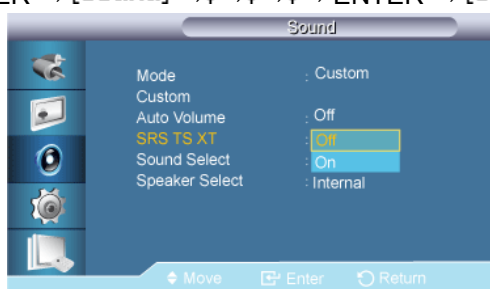 Sound
Mode : Custom
Custom
Auto Volume : Off
SRS TS XT : Off
Sound Select : On
Speaker Select : Internal
Move Enter Return